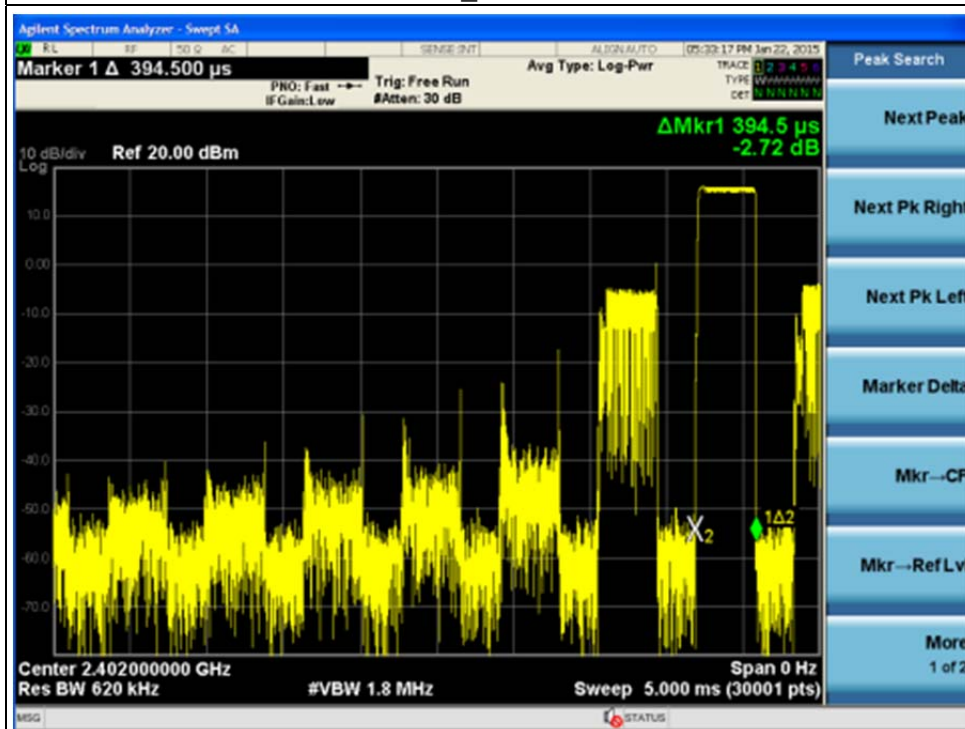 Agilent Spectrum Analyzer - Swept SA
RL RF 50 Ω AC SENSE:INT ALIGN AUTO 05:33:17 PM Jan 22, 2015
Marker 1 Δ 394.500 µs
PNO: Fast
IFGain:Low
Trig: Free Run
#Atten: 30 dB
Avg Type: Log-Pwr
TRACE 1 2 3 4 5 6
TYPE
DET N N N N N N
ΔMkr1 394.5 µs
-2.72 dB
10 dB/div Ref 20.00 dBm
Log
10.0
0.00
-10.0
-20.0
-30.0
-40.0
-50.0
-60.0
-70.0
X2
1Δ2
Center 2.402000000 GHz Span 0 Hz
Res BW 620 kHz #VBW 1.8 MHz Sweep 5.000 ms (30001 pts)
MSG STATUS
Peak Search
Next Peak
Next Pk Right
Next Pk Left
Marker Delta
Mkr→CF
Mkr→Ref Lvl
More
1 of 2